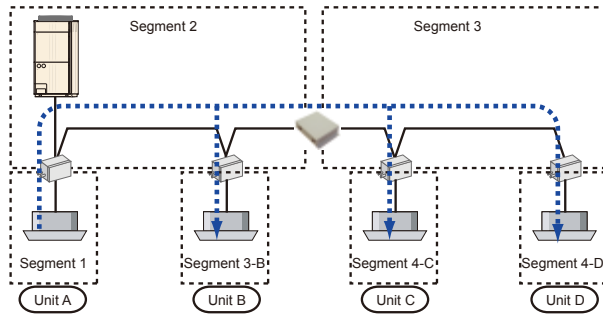 Segment 2
Segment 3
Segment 1
Segment 3-B
Segment 4-C
Segment 4-D
Unit A
Unit B
Unit C
Unit D